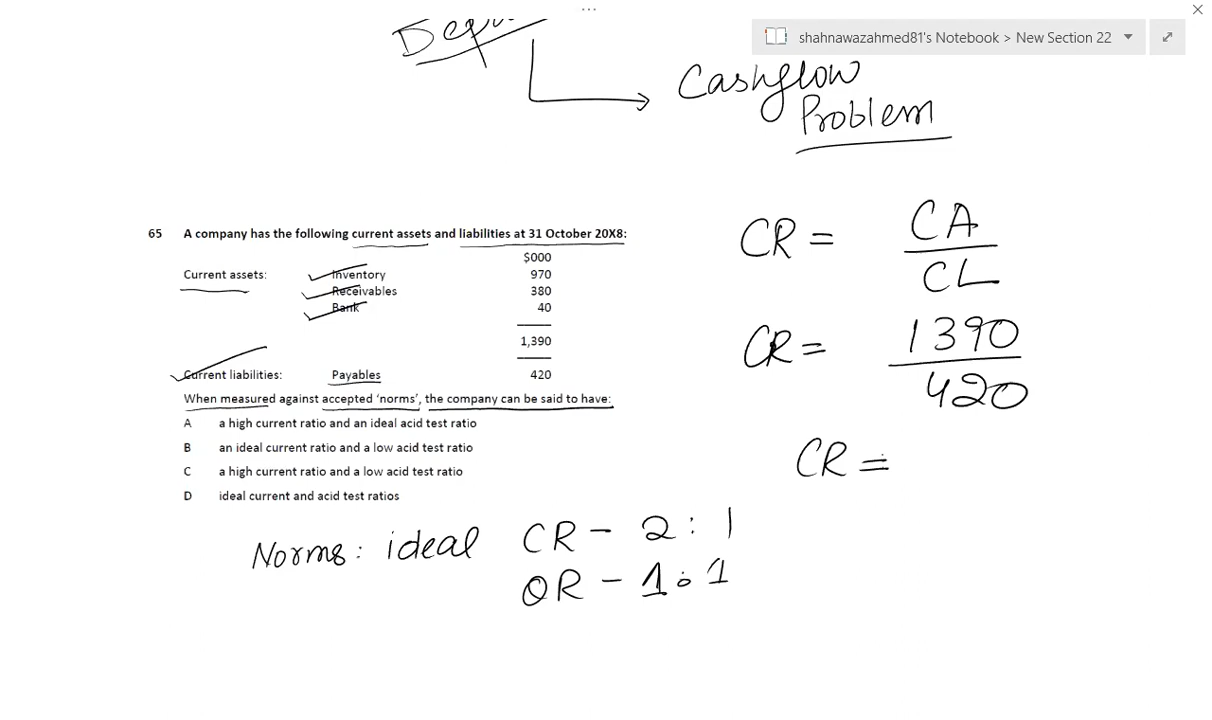 shahnawazahmed81's Notebook > New Section 22
Cashflow
Problem
65 A company has the following current assets and liabilities at 31 October 20X8:
$000
Current assets: Inventory 970
Receivables 380
Bank 40
1,390
Current liabilities: Payables 420
When measured against accepted 'norms', the company can be said to have:
A a high current ratio and an ideal acid test ratio
B an ideal current ratio and a low acid test ratio
C a high current ratio and a low acid test ratio
D ideal current and acid test ratios
CR = CA
CL
CR = 1390
420
CR =
Norms: ideal CR - 2 : 1
QR - 1 : 1